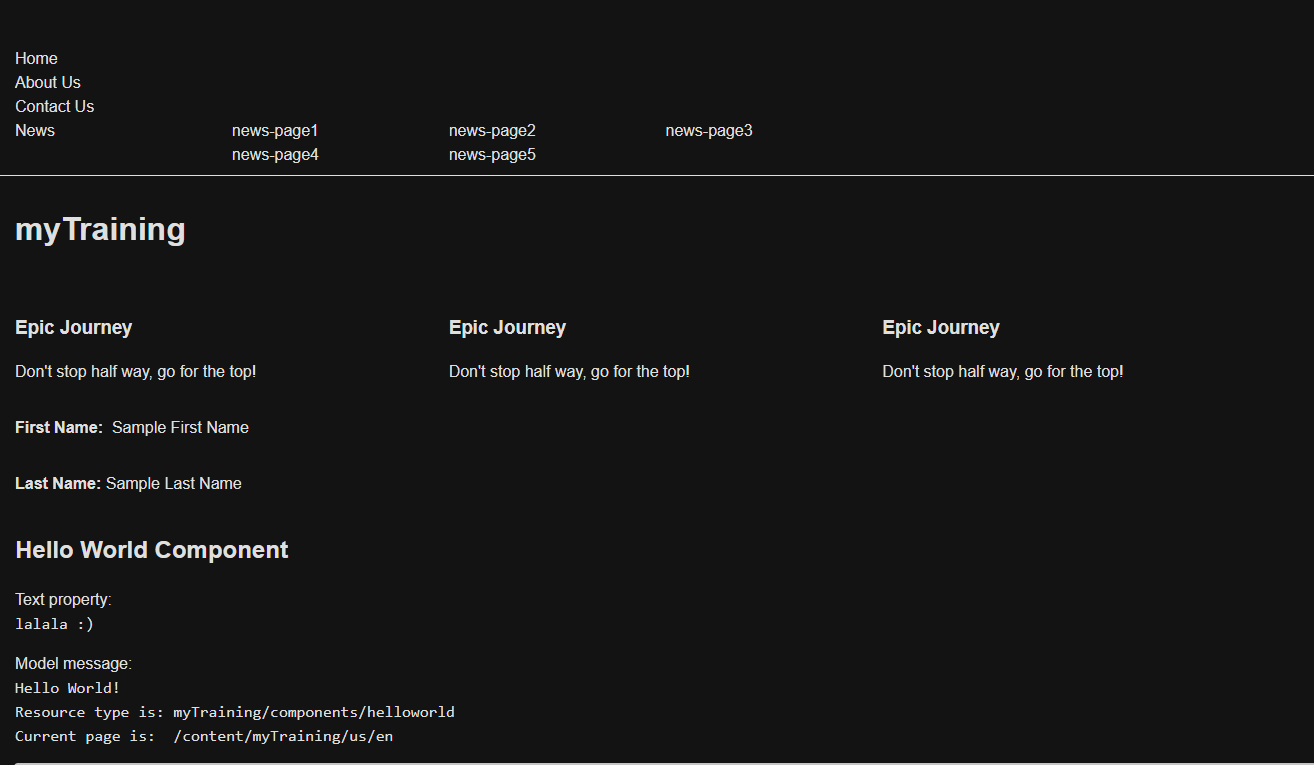 Home
About Us
Contact Us
News news-page1 news-page2 news-page3
news-page4 news-page5
myTraining
Epic Journey Epic Journey Epic Journey
Don't stop half way, go for the top! Don't stop half way, go for the top! Don't stop half way, go for the top!
First Name: Sample First Name
Last Name: Sample Last Name
Hello World Component
Text property:
lalala :)
Model message:
Hello World!
Resource type is: myTraining/components/helloworld
Current page is: /content/myTraining/us/en